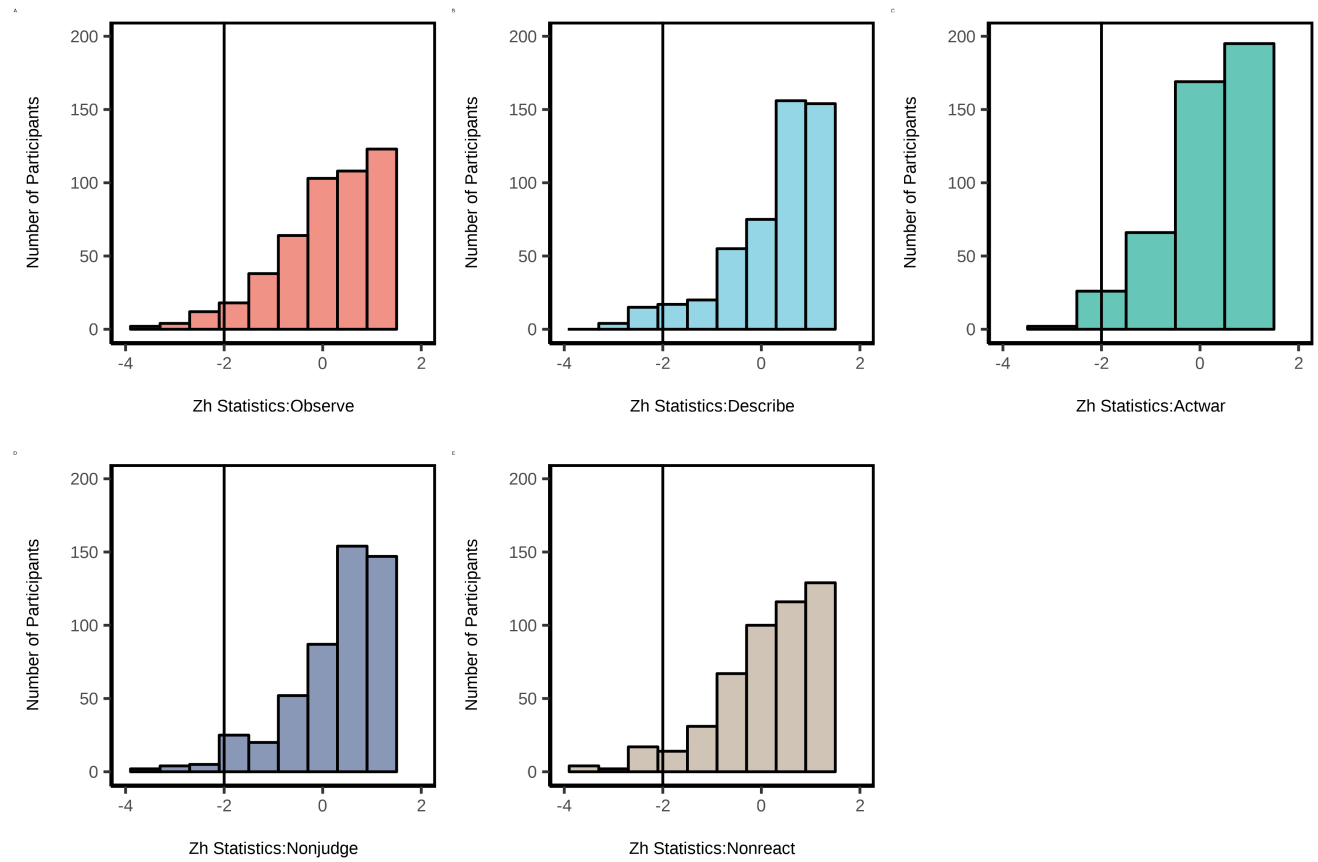 A
B
C
200
150
100
50
0
Number of Participants
-4 -2 0 2
Zh Statistics:Observe
200
150
100
50
0
Number of Participants
-4 -2 0 2
Zh Statistics:Describe
200
150
100
50
0
Number of Participants
-4 -2 0 2
Zh Statistics:Actwar
D
E
200
150
100
50
0
Number of Participants
-4 -2 0 2
Zh Statistics:Nonjudge
200
150
100
50
0
Number of Participants
-4 -2 0 2
Zh Statistics:Nonreact